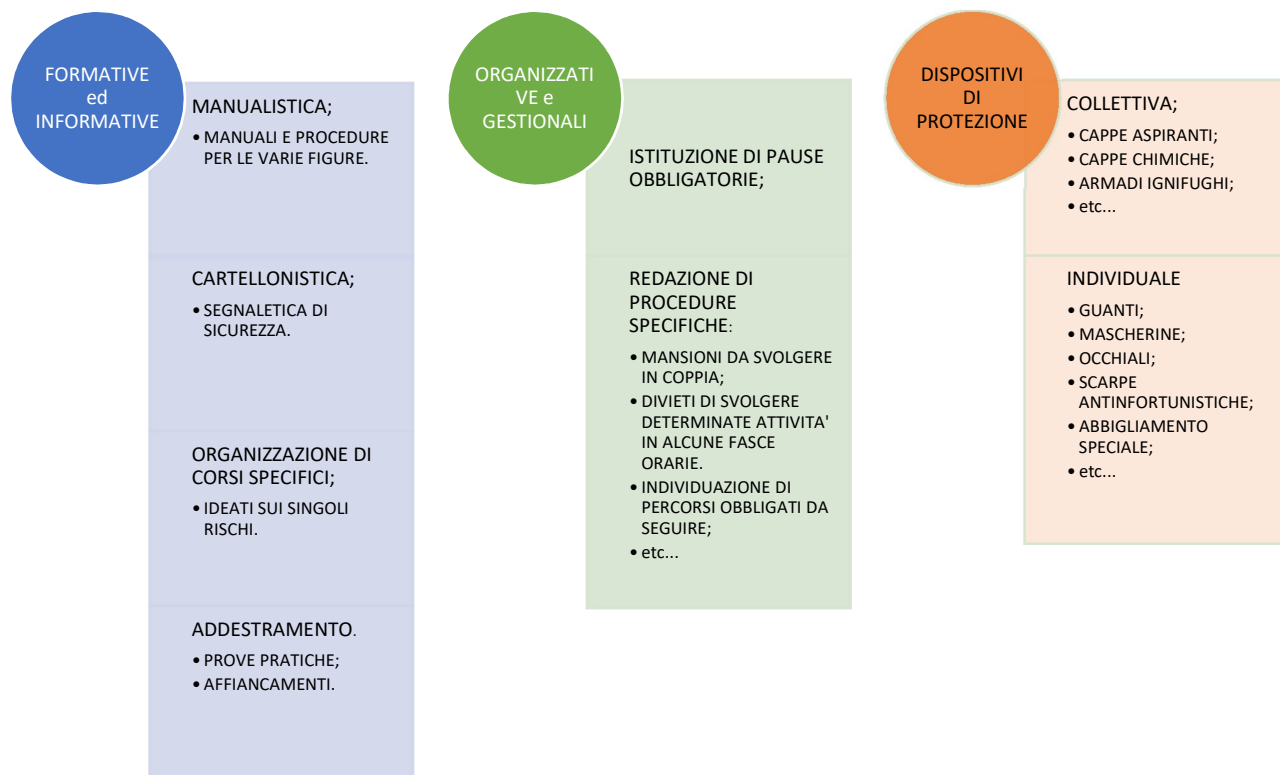 FORMATIVE
ed
INFORMATIVE
MANUALISTICA;
• MANUALI E PROCEDURE
PER LE VARIE FIGURE.
CARTELLONISTICA;
• SEGNALETICA DI
SICUREZZA.
ORGANIZZAZIONE DI
CORSI SPECIFICI;
• IDEATI SUI SINGOLI
RISCHI.
ADDESTRAMENTO.
• PROVE PRATICHE;
• AFFIANCAMENTI.
ORGANIZZATI
VE e
GESTIONALI
ISTITUZIONE DI PAUSE
OBBLIGATORIE;
REDAZIONE DI
PROCEDURE
SPECIFICHE:
• MANSIONI DA SVOLGERE
IN COPPIA;
• DIVIETI DI SVOLGERE
DETERMINATE ATTIVITA'
IN ALCUNE FASCE
ORARIE.
• INDIVIDUAZIONE DI
PERCORSI OBBLIGATI DA
SEGUIRE;
• etc...
DISPOSITIVI
DI
PROTEZIONE
COLLETTIVA;
• CAPPE ASPIRANTI;
• CAPPE CHIMICHE;
• ARMADI IGNIFUGHI;
• etc...
INDIVIDUALE
• GUANTI;
• MASCHERINE;
• OCCHIALI;
• SCARPE
ANTINFORTUNISTICHE;
• ABBIGLIAMENTO
SPECIALE;
• etc...